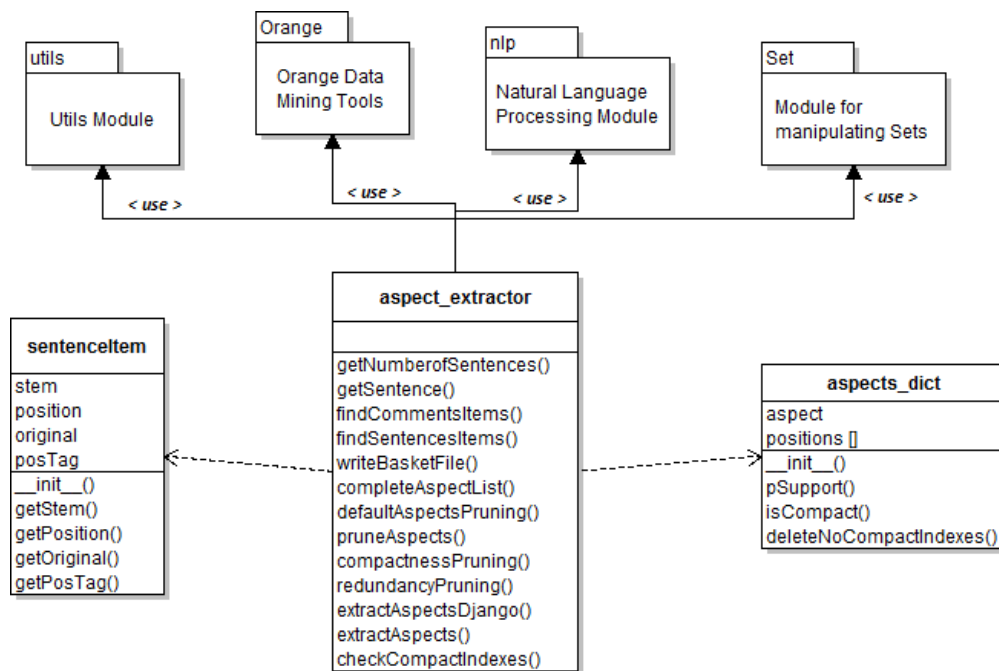 utils
Utils Module
Orange
Orange Data
Mining Tools
nlp
Natural Language
Processing Module
Set
Module for
manipulating Sets
< use >
< use >
< use >
< use >
sentenceItem
stem
position
original
posTag
__init__()
getStem()
getPosition()
getOriginal()
getPosTag()
aspect_extractor
getNumberofSentences()
getSentence()
findCommentsItems()
findSentencesItems()
writeBasketFile()
completeAspectList()
defaultAspectsPruning()
pruneAspects()
compactnessPruning()
redundancyPruning()
extractAspectsDjango()
extractAspects()
checkCompactIndexes()
aspects_dict
aspect
positions []
__init__()
pSupport()
isCompact()
deleteNoCompactIndexes()